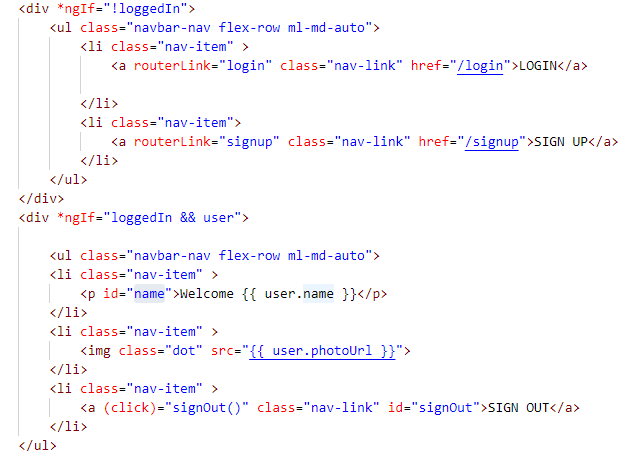 <div *ngIf="!loggedIn">
    <ul class="navbar-nav flex-row ml-md-auto">
        <li class="nav-item" >
            <a routerLink="login" class="nav-link" href="/login">LOGIN</a>
        </li>
        <li class="nav-item">
            <a routerLink="signup" class="nav-link" href="/signup">SIGN UP</a>
        </li>
    </ul>
</div>
<div *ngIf="loggedIn && user">
    <ul class="navbar-nav flex-row ml-md-auto">
    <li class="nav-item" >
        <p id="name">Welcome {{ user.name }}</p>
    </li>
    <li class="nav-item" >
        <img class="dot" src="{{ user.photoUrl }}">
    </li>
    <li class="nav-item" >
        <a (click)="signOut()" class="nav-link" id="signOut">SIGN OUT</a>
    </li>
</ul>